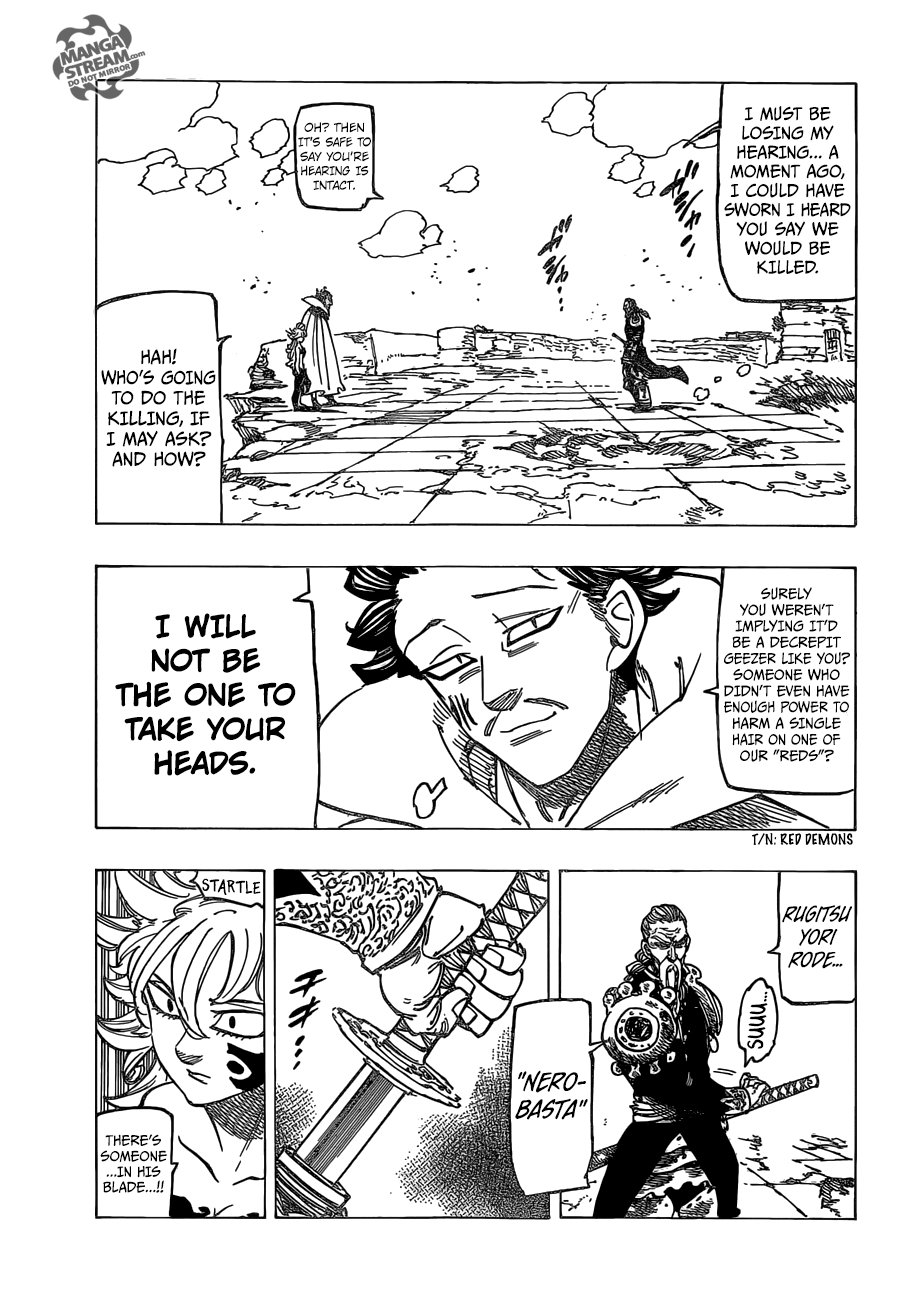 MANGA
STREAM.com
DO NOT MIRROR
I MUST BE
LOSING MY
HEARING... A
MOMENT AGO,
I COULD HAVE
SWORN I HEARD
YOU SAY WE
WOULD BE
KILLED.
OH? THEN
IT'S SAFE TO
SAY YOU'RE
HEARING IS
INTACT.
HAH!
WHO'S GOING
TO DO THE
KILLING, IF
I MAY ASK?
AND HOW?
SURELY
YOU WEREN'T
IMPLYING IT'D
BE A DECREPIT
GEEZER LIKE YOU?
SOMEONE WHO
DIDN'T EVEN HAVE
ENOUGH POWER TO
HARM A SINGLE
HAIR ON ONE OF
OUR "REDS"?
I WILL
NOT BE
THE ONE TO
TAKE YOUR
HEADS.
T/N: RED DEMONS
RUGITSU
YORI
RODE...
SUUU...
"NERO-
BASTA"
STARTLE
THERE'S
SOMEONE
...IN HIS
BLADE...!!